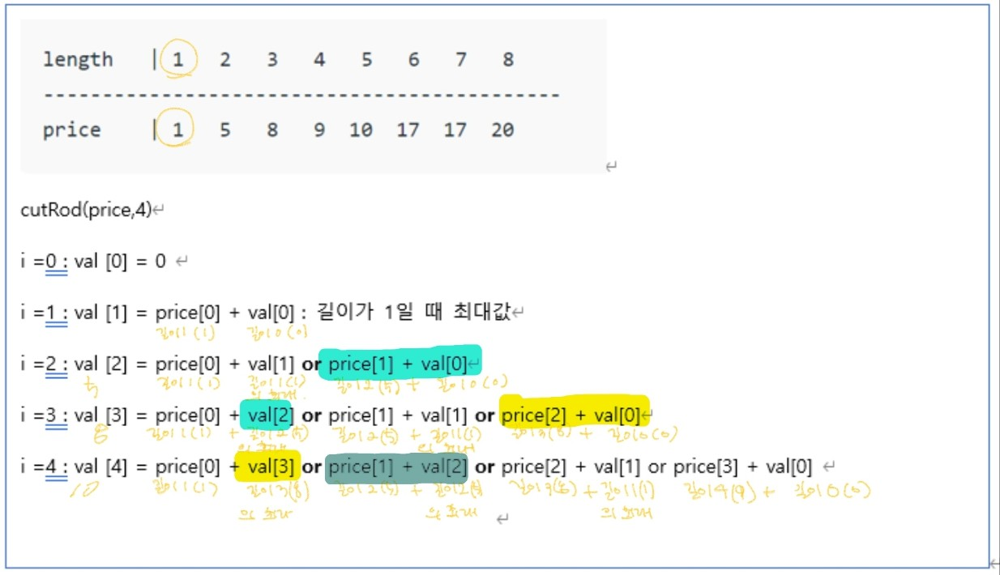 length | 1 2 3 4 5 6 7 8
---------------------------------------------
price | 1 5 8 9 10 17 17 20
cutRod(price,4)
i =0 : val [0] = 0
i =1 : val [1] = price[0] + val[0] : 길이가 1일 때 최대값
길이1(1) 길이0(0)
i =2 : val [2] = price[0] + val[1] or price[1] + val[0]
5 길이1(1) 길이1(1) 길이2(5) + 길이0(0)
의 최대
i =3 : val [3] = price[0] + val[2] or price[1] + val[1] or price[2] + val[0]
8 길이1(1) + 길이2(5) 길이2(5) + 길이1(1) 길이3(8) + 길이0(0)
의 최대 의 최대
i =4 : val [4] = price[0] + val[3] or price[1] + val[2] or price[2] + val[1] or price[3] + val[0]
10 길이1(1) 길이3(8) 길이2(5) + 길이2(5) 길이3(8) + 길이1(1) 길이4(9) + 길이0(0)
의 최대 의 최대 의 최대